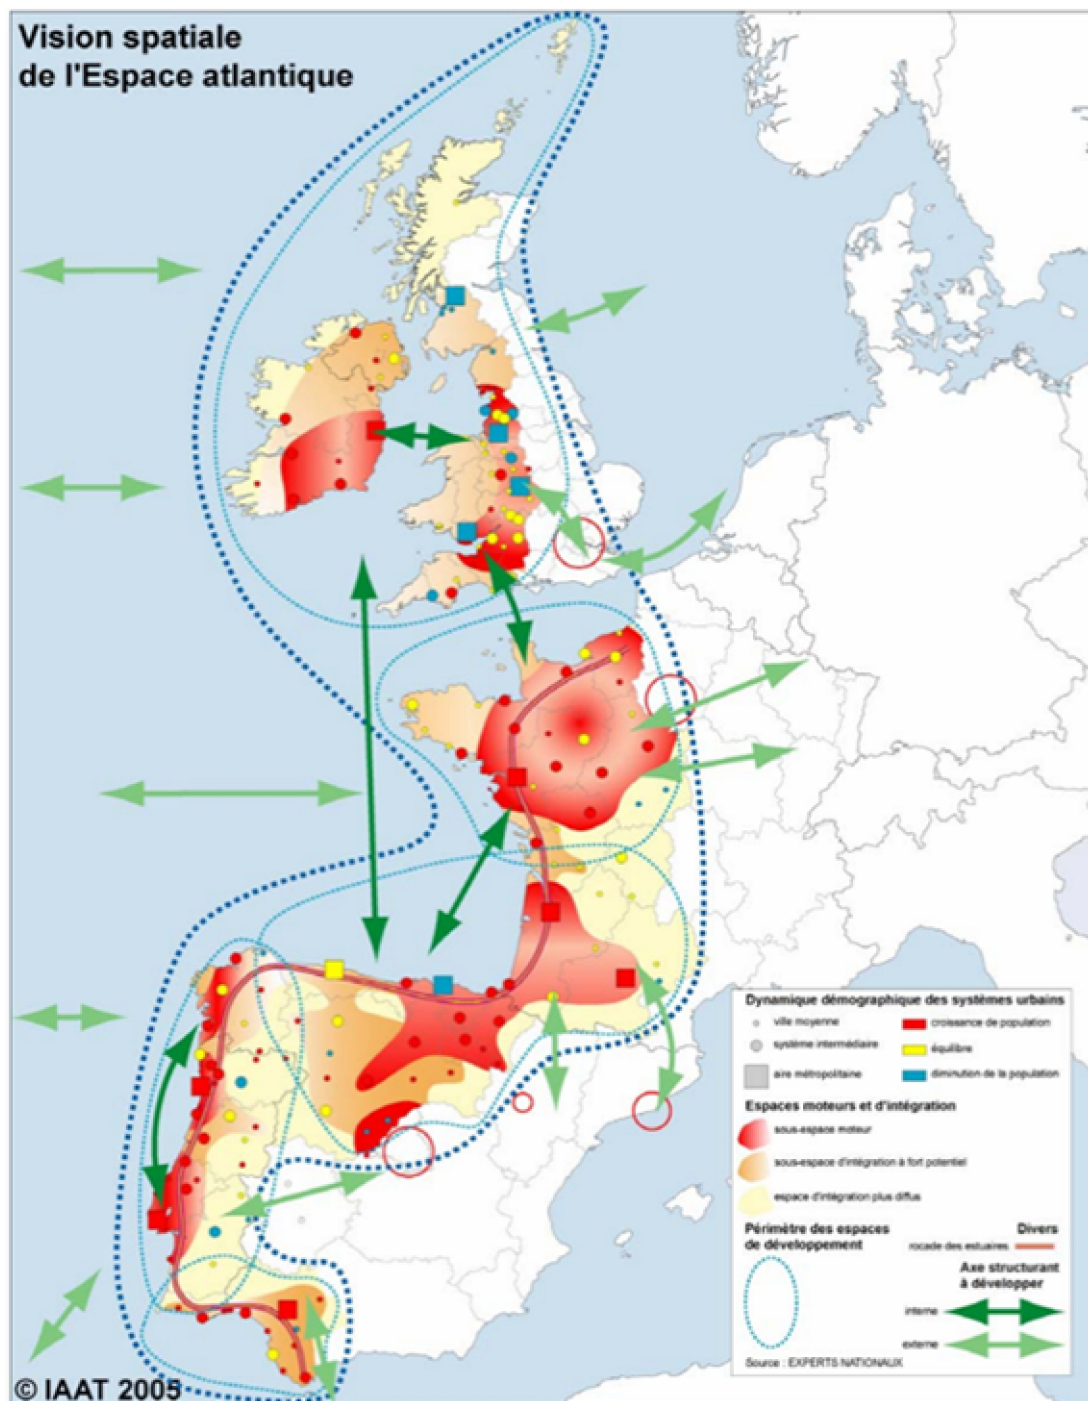 Vision spatiale
de l'Espace atlantique
Dynamique démographique des systèmes urbains
ville moyenne
croissance de population
système intermédiaire
équilibre
aire métropolitaine
diminution de la population
Espaces moteurs et d'intégration
sous-espace moteur
sous-espace d'intégration à fort potentiel
espace d'intégration plus diffus
Périmètre des espaces
de développement
Divers
rocade des estuaires
Axe structurant
à développer
interne
externe
Source : EXPERTS NATIONAUX
© IAAT 2005